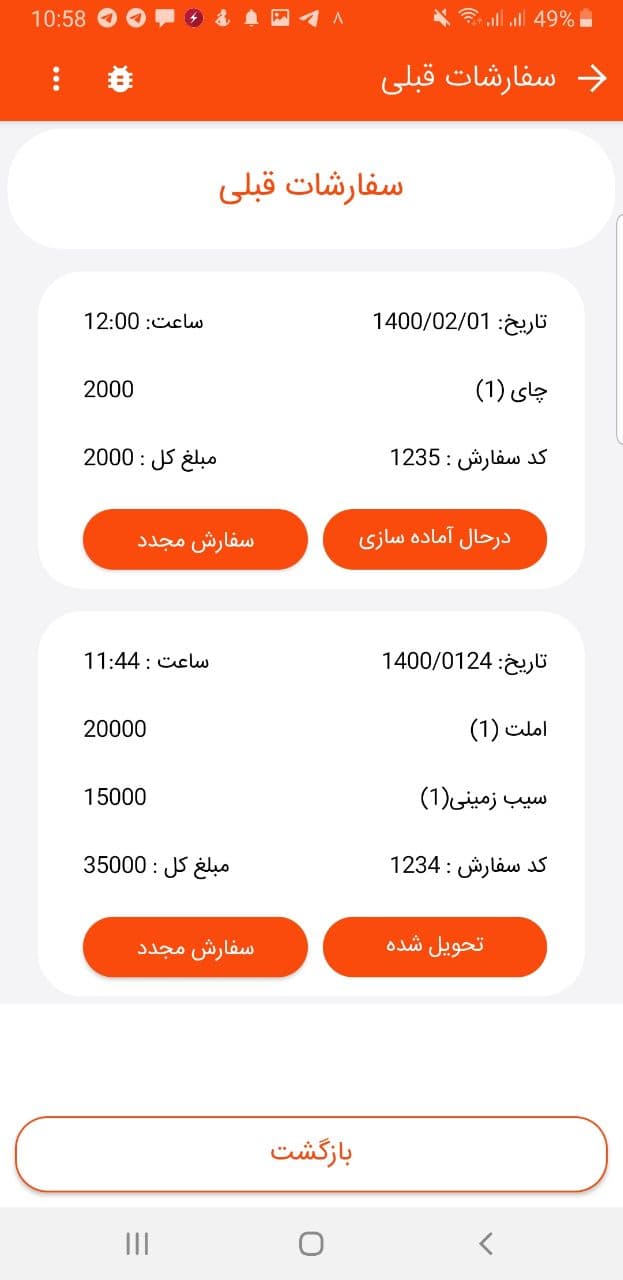 10:58
49%
سفارشات قبلی
سفارشات قبلی
تاریخ: 1400/02/01 ساعت: 12:00
چای (1) 2000
کد سفارش : 1235 مبلغ کل : 2000
درحال آماده سازی سفارش مجدد
تاریخ: 1400/0124 ساعت : 11:44
املت (1) 20000
سیب زمینی(1) 15000
کد سفارش : 1234 مبلغ کل : 35000
تحویل شده سفارش مجدد
بازگشت